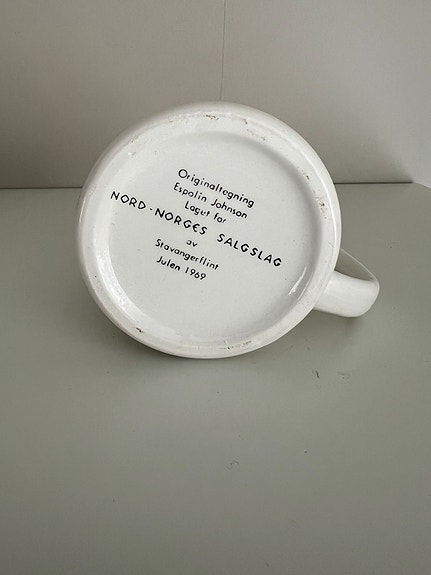 Originaltegning
Espolin Johnson
Laget for
NORD-NORGES SALGSLAG
av
Stavangerflint
Julen 1969